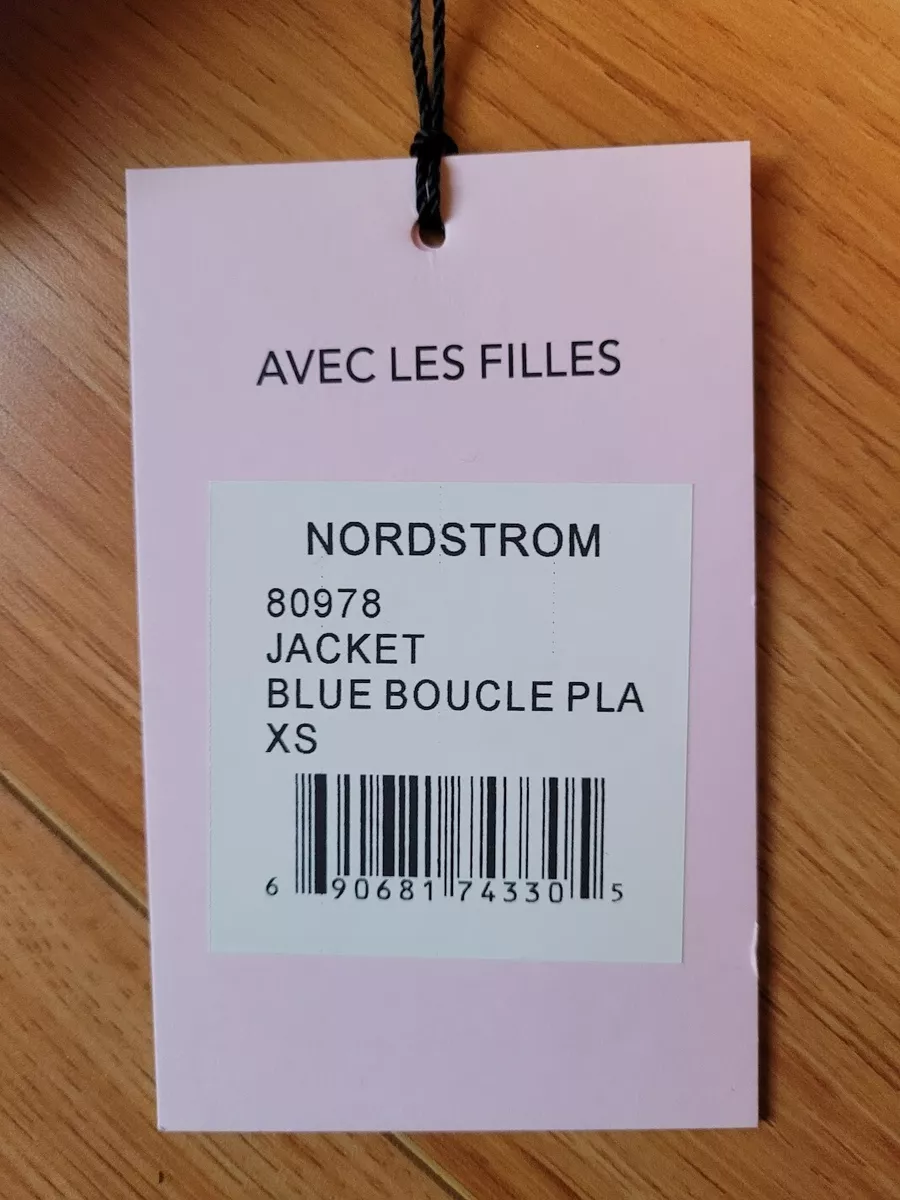 AVEC LES FILLES
NORDSTROM
80978
JACKET
BLUE BOUCLE PLA
XS
6 90681 74330 5